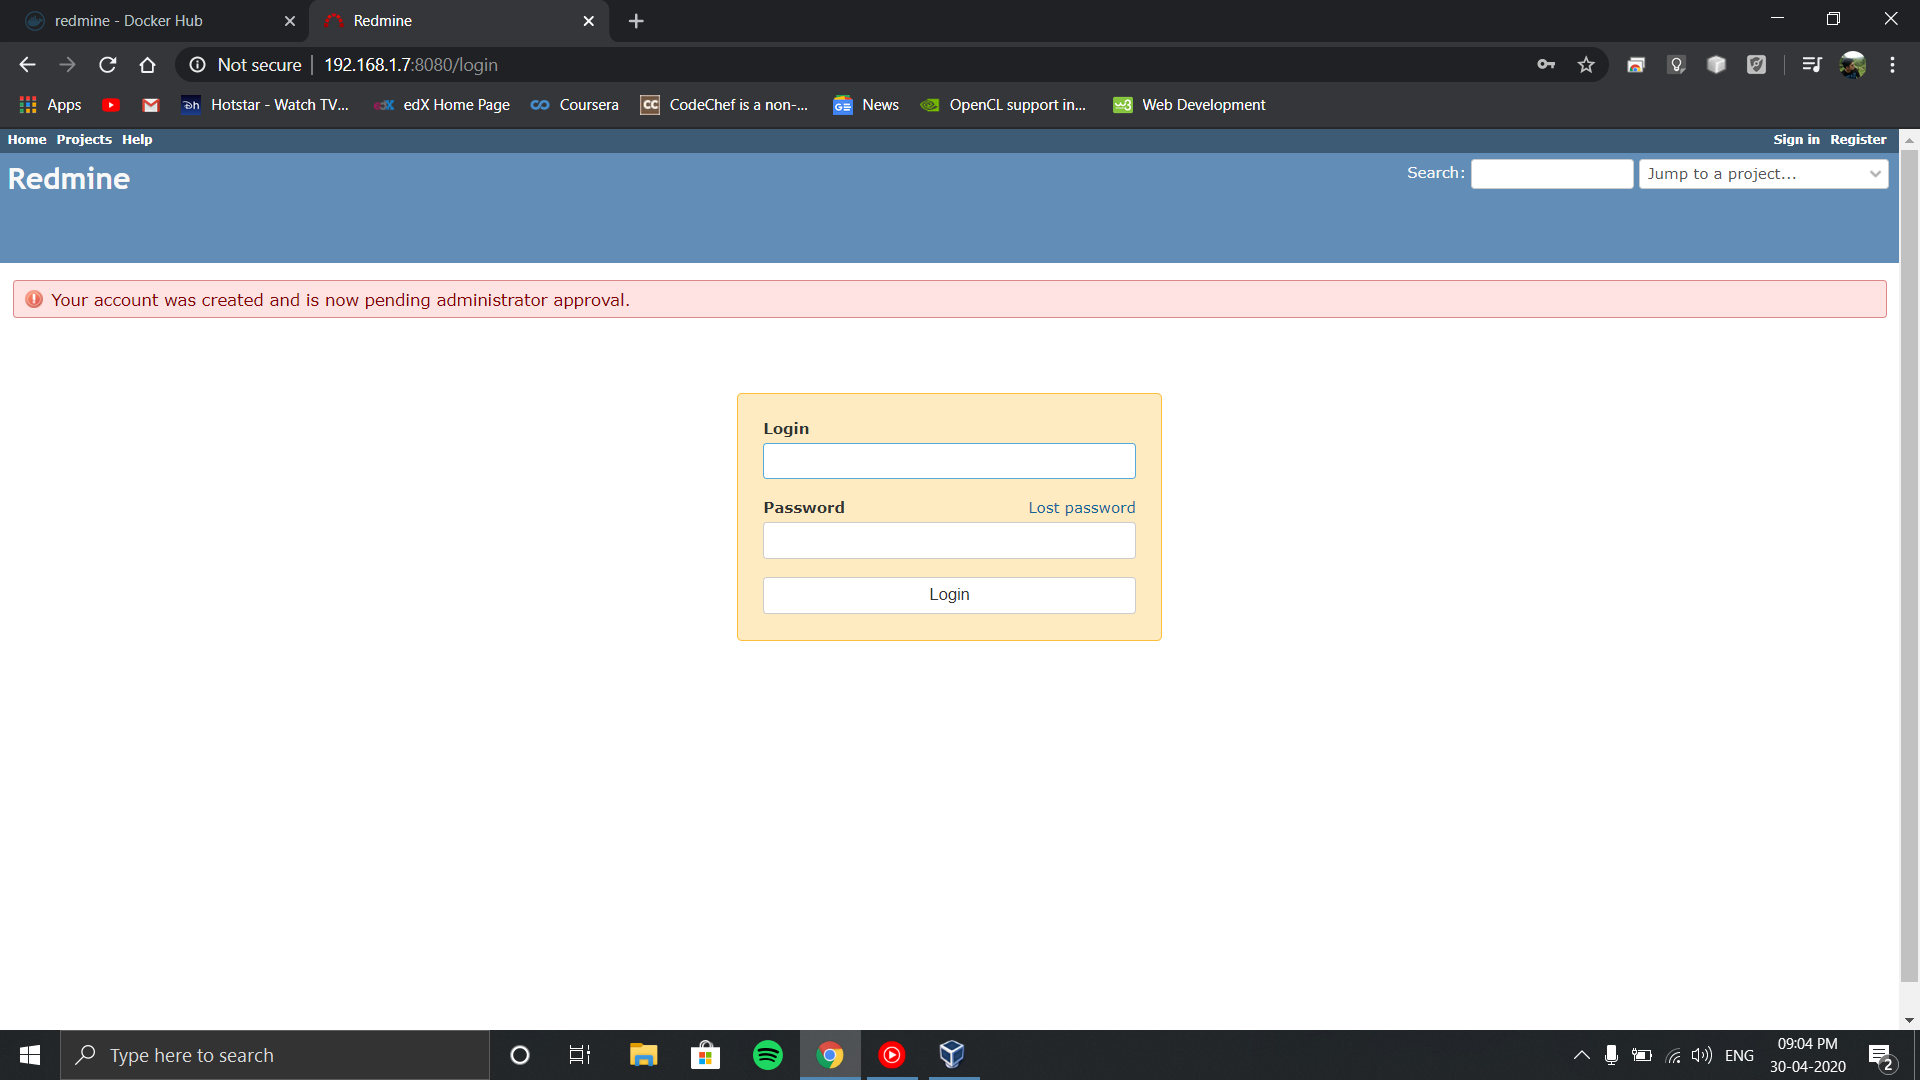 redmine - Docker Hub
Redmine
Not secure
192.168.1.7:8080/login
Apps
Hotstar - Watch TV...
edX Home Page
Coursera
CC
CodeChef is a non-...
News
OpenCL support in...
Web Development
Home Projects Help
Sign in Register
Redmine
Search:
Jump to a project...
Your account was created and is now pending administrator approval.
Login
Password
Lost password
Login
Type here to search
ENG
09:04 PM
30-04-2020
2